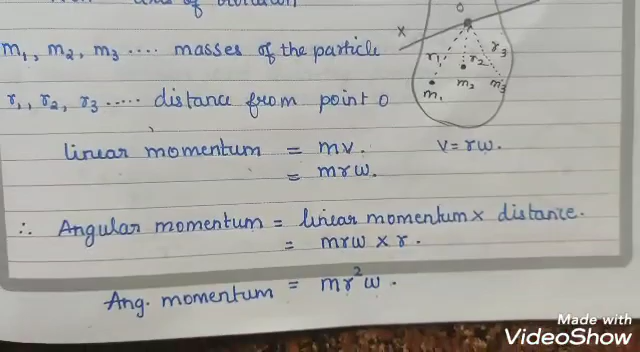 of
m₁, m₂, m₃ .... masses of the particle
r₁, r₂, r₃ ..... distance from point O
linear momentum = mv. v = rω.
= mrω.
∴ Angular momentum = linear momentum × distance.
= mrω × r.
Ang. momentum = mr²ω.
O
X
r₁
r₂
r₃
m₁
m₂
m₃
Made with
VideoShow